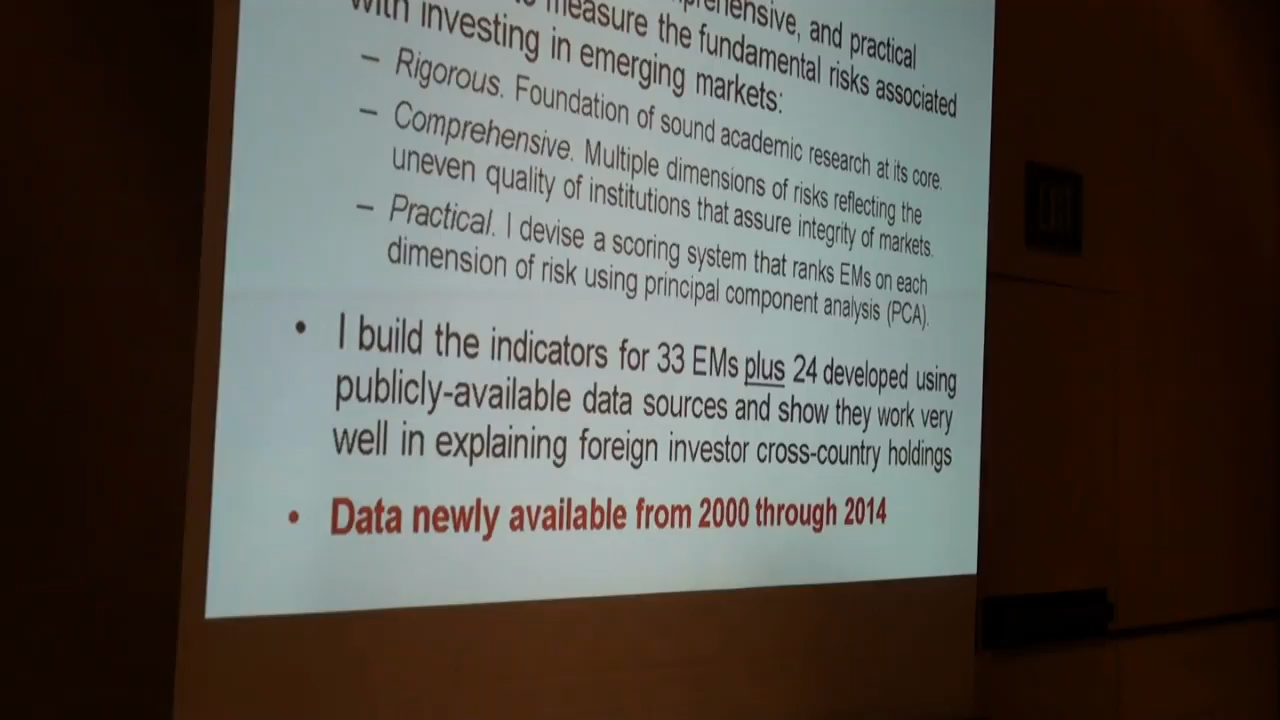 measure the fundamental risks associated
with investing in emerging markets:
– Rigorous. Foundation of sound academic research at its core.
– Comprehensive. Multiple dimensions of risks reflecting the
uneven quality of institutions that assure integrity of markets.
– Practical. I devise a scoring system that ranks EMs on each
dimension of risk using principal component analysis (PCA).
• I build the indicators for 33 EMs plus 24 developed using
publicly-available data sources and show they work very
well in explaining foreign investor cross-country holdings
• Data newly available from 2000 through 2014